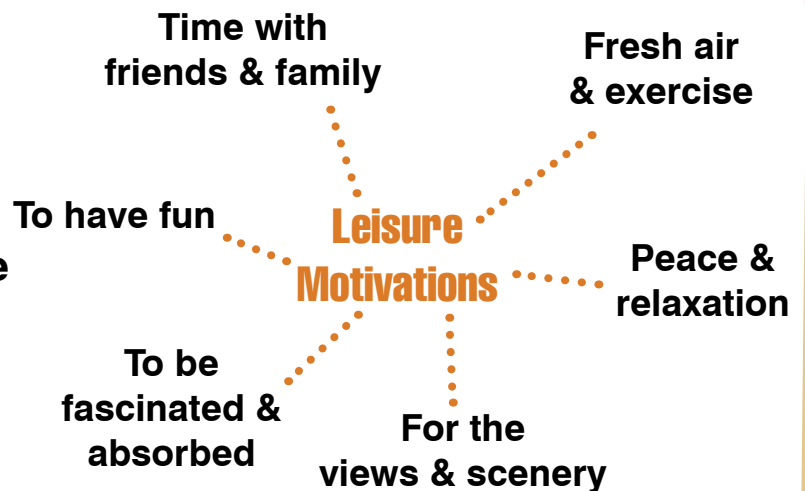 Time with
friends & family
Fresh air
& exercise
To have fun
Leisure
Motivations
Peace &
relaxation
To be
fascinated &
absorbed
For the
views & scenery